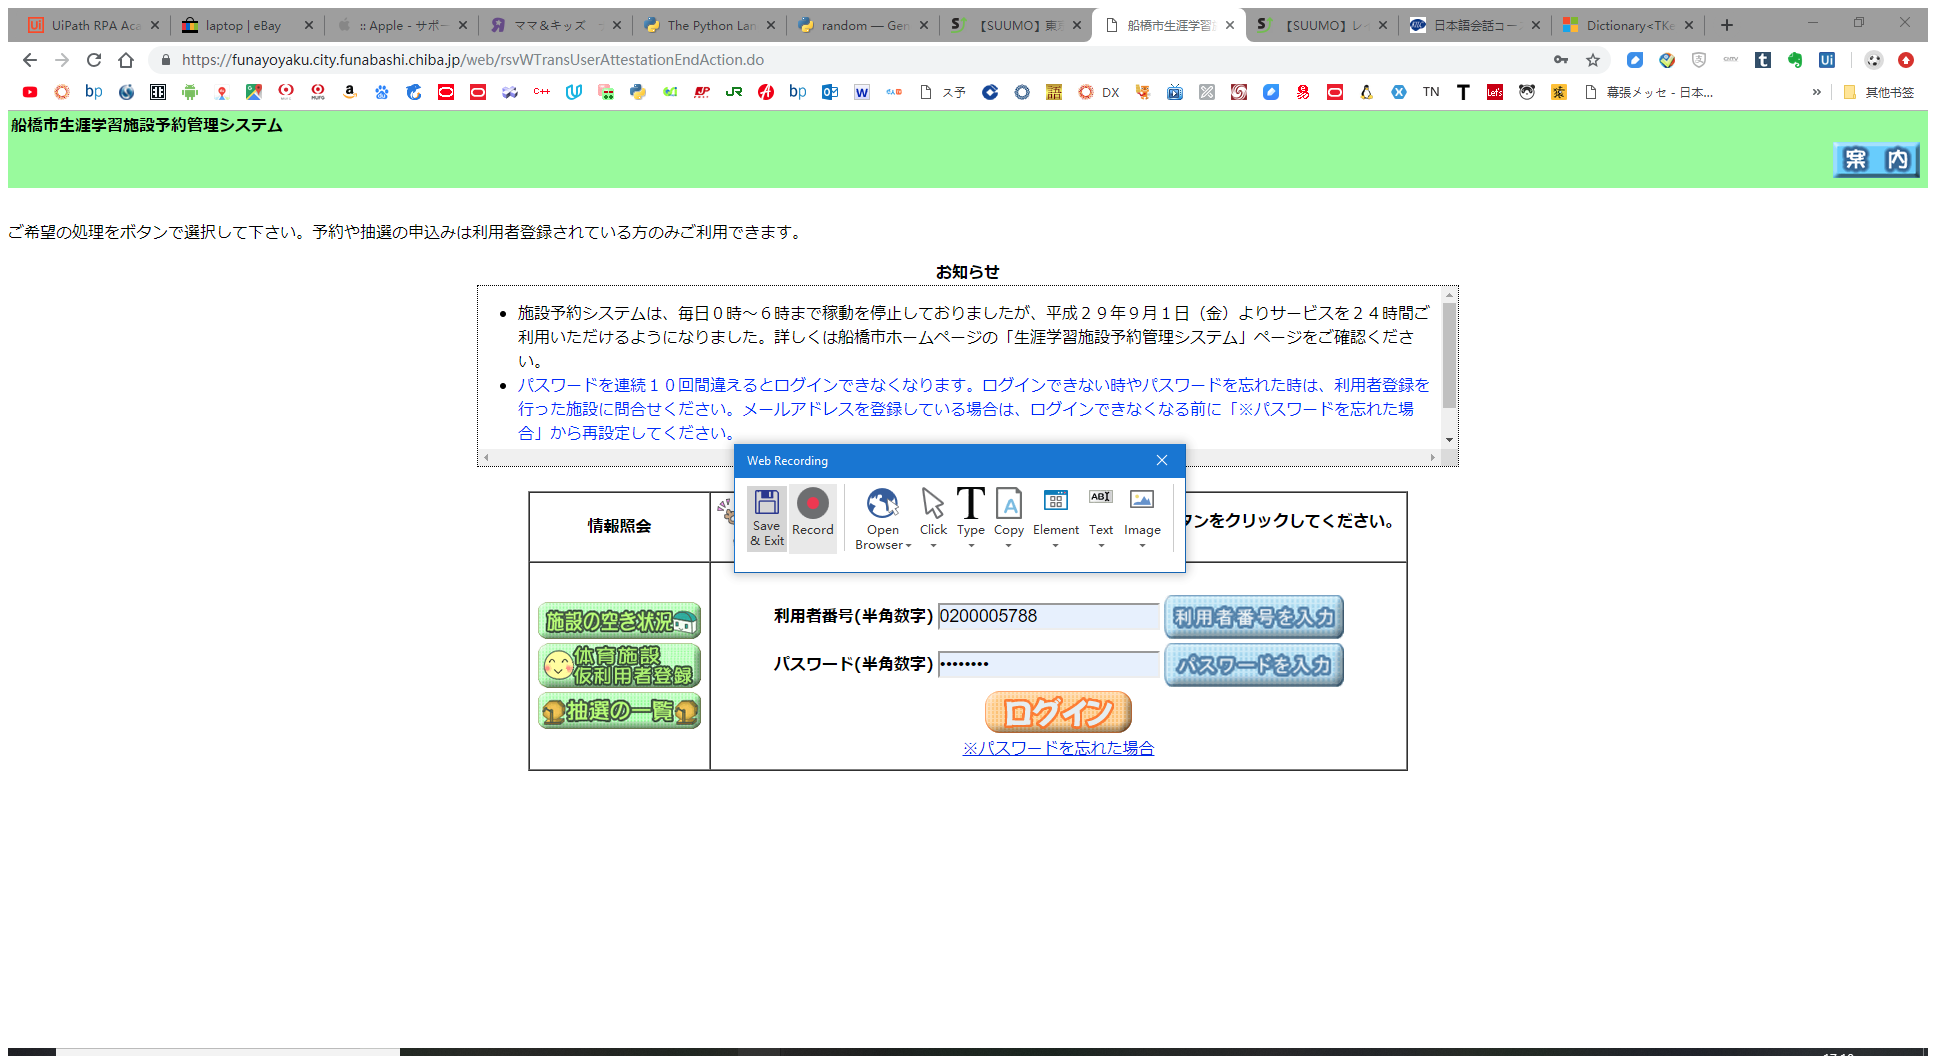 UiPath RPA Aca
laptop | eBay
:: Apple - サポー
ママ＆キッズ
The Python Lan
random — Gen
【SUUMO】東京
船橋市生涯学習
【SUUMO】レ
日本語会話コー
Dictionary<TKe
https://funayoyaku.city.funabashi.chiba.jp/web/rsvWTransUserAttestationEndAction.do
ス予
DX
TN
幕張メッセ - 日本...
»
其他书签
船橋市生涯学習施設予約管理システム
案 内
ご希望の処理をボタンで選択して下さい。予約や抽選の申込みは利用者登録されている方のみご利用できます。
お知らせ
施設予約システムは、毎日０時～６時まで稼動を停止しておりましたが、平成２９年９月１日（金）よりサービスを２４時間ご
利用いただけるようになりました。詳しくは船橋市ホームページの「生涯学習施設予約管理システム」ページをご確認くださ
い。
パスワードを連続１０回間違えるとログインできなくなります。ログインできない時やパスワードを忘れた時は、利用者登録を
行った施設に問合せください。メールアドレスを登録している場合は、ログインできなくなる前に「※パスワードを忘れた場
合」から再設定してください。
Web Recording
Save & Exit
Record
Open Browser
Click
Type
Copy
Element
Text
Image
情報照会
タンをクリックしてください。
施設の空き状況
体育施設
仮利用者登録
抽選の一覧
利用者番号(半角数字) 0200005788 利用者番号を入力
パスワード(半角数字) •••••••• パスワードを入力
ログイン
※パスワードを忘れた場合